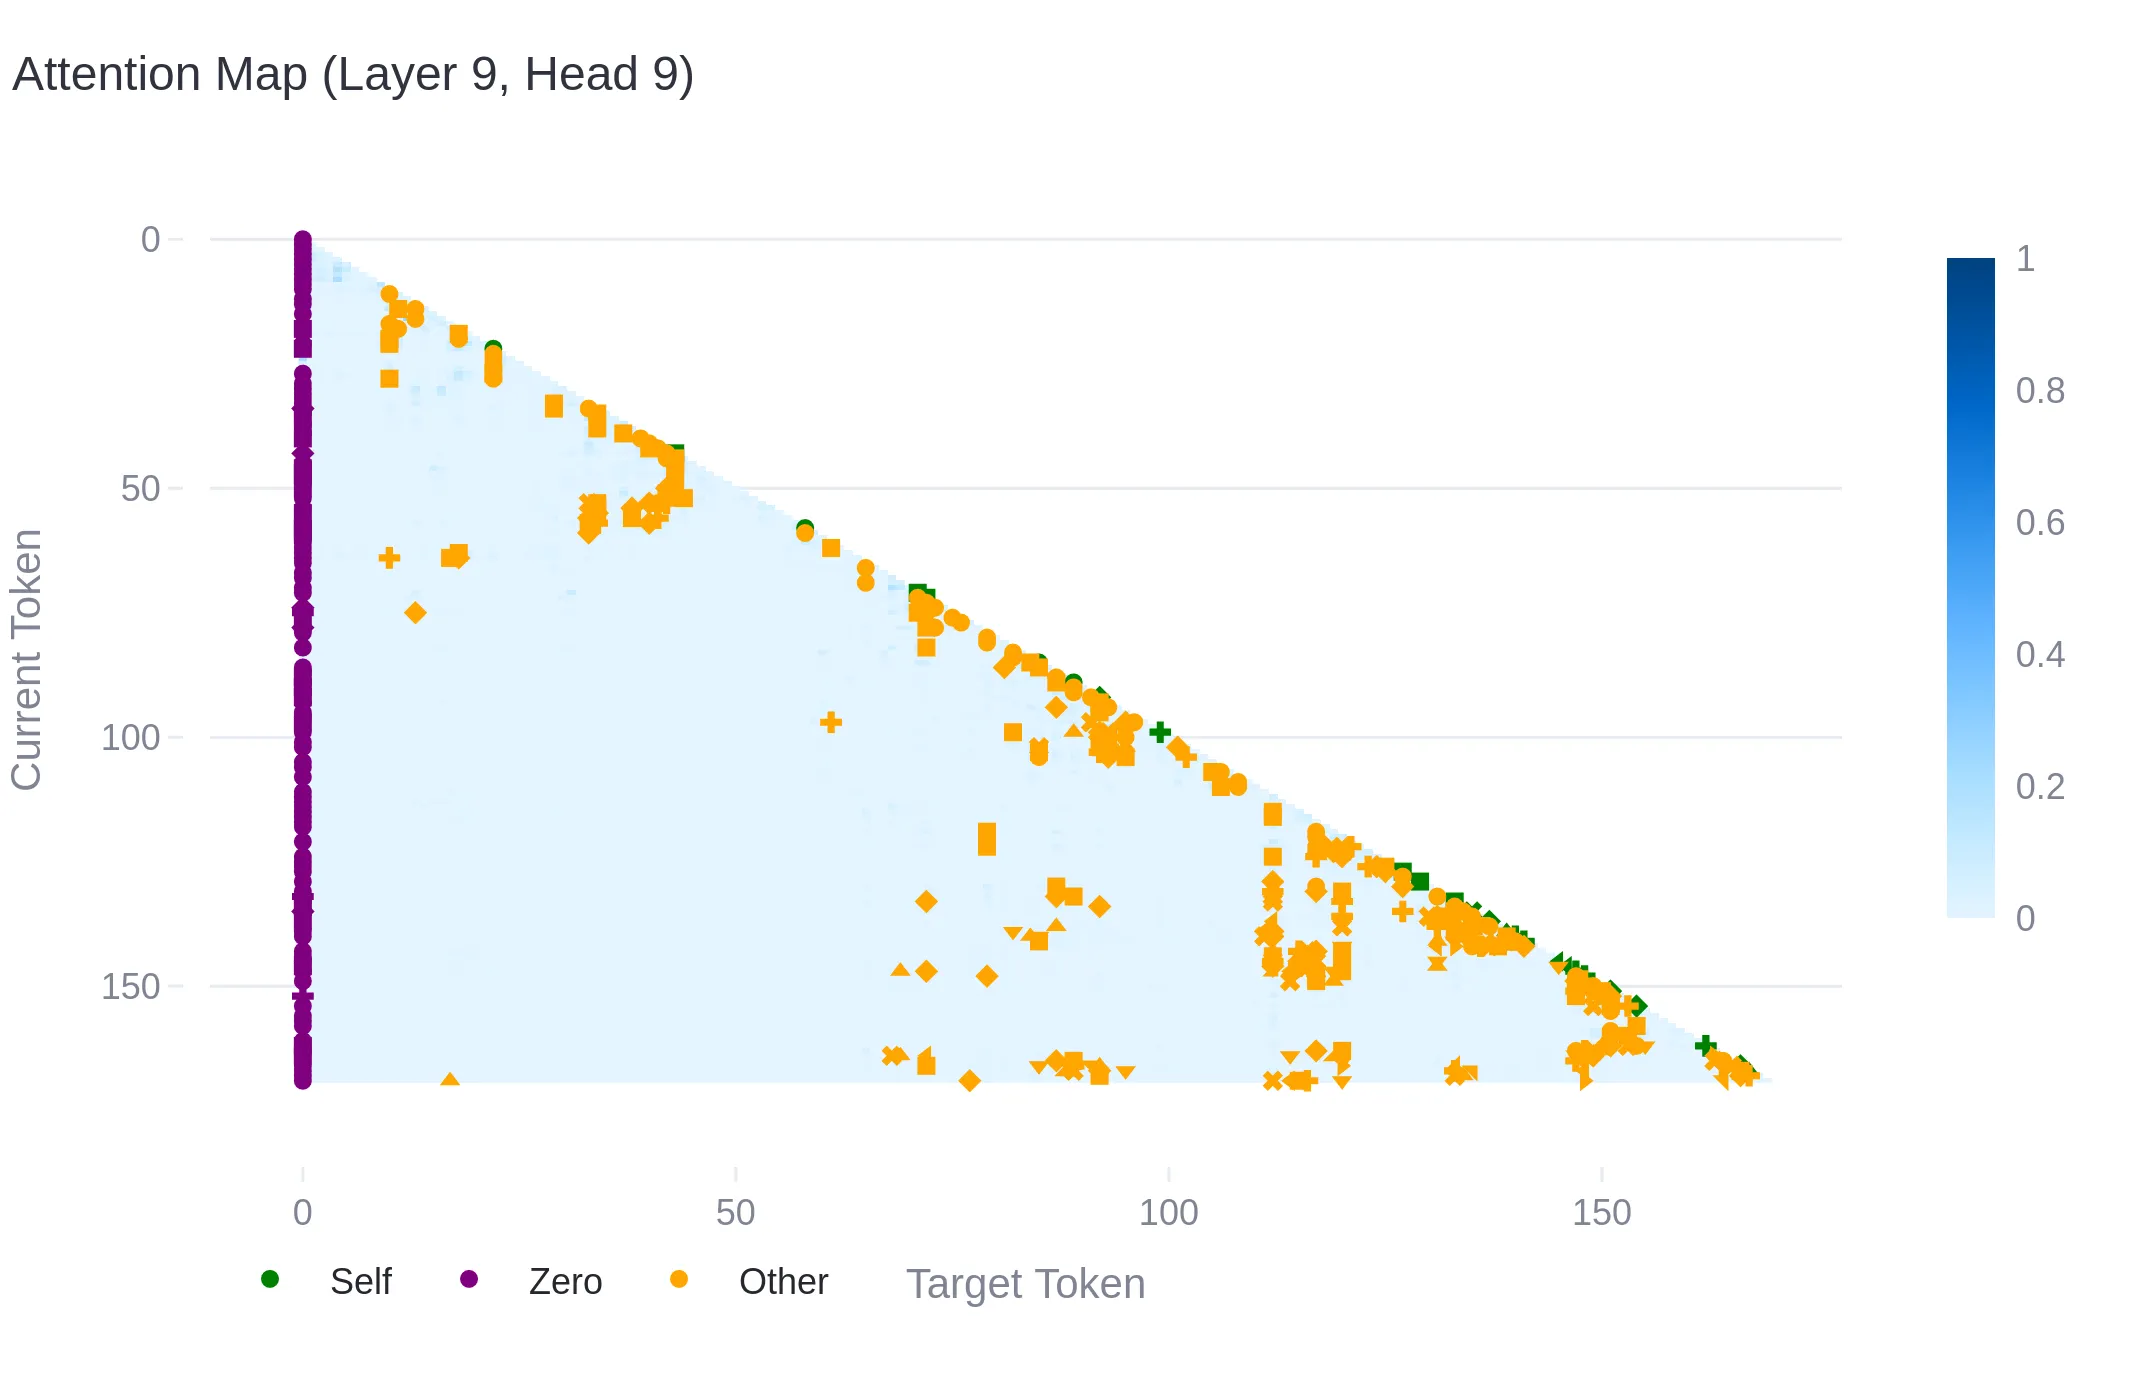 Attention Map (Layer 9, Head 9)
0
50
100
150
Current Token
0
50
100
150
Target Token
Self
Zero
Other
1
0.8
0.6
0.4
0.2
0